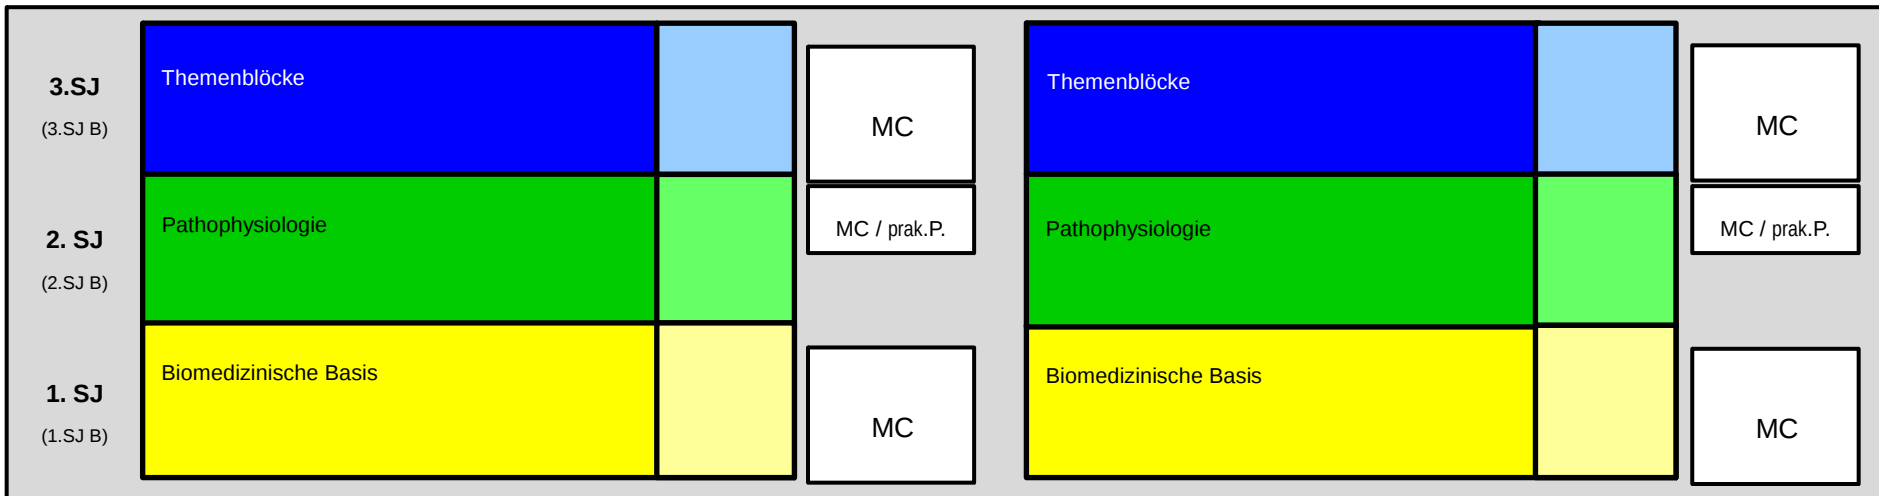 3.SJ
(3.SJ B)
Themenblöcke
MC
Themenblöcke
MC
2. SJ
(2.SJ B)
Pathophysiologie
MC / prak.P.
Pathophysiologie
MC / prak.P.
1. SJ
(1.SJ B)
Biomedizinische Basis
MC
Biomedizinische Basis
MC